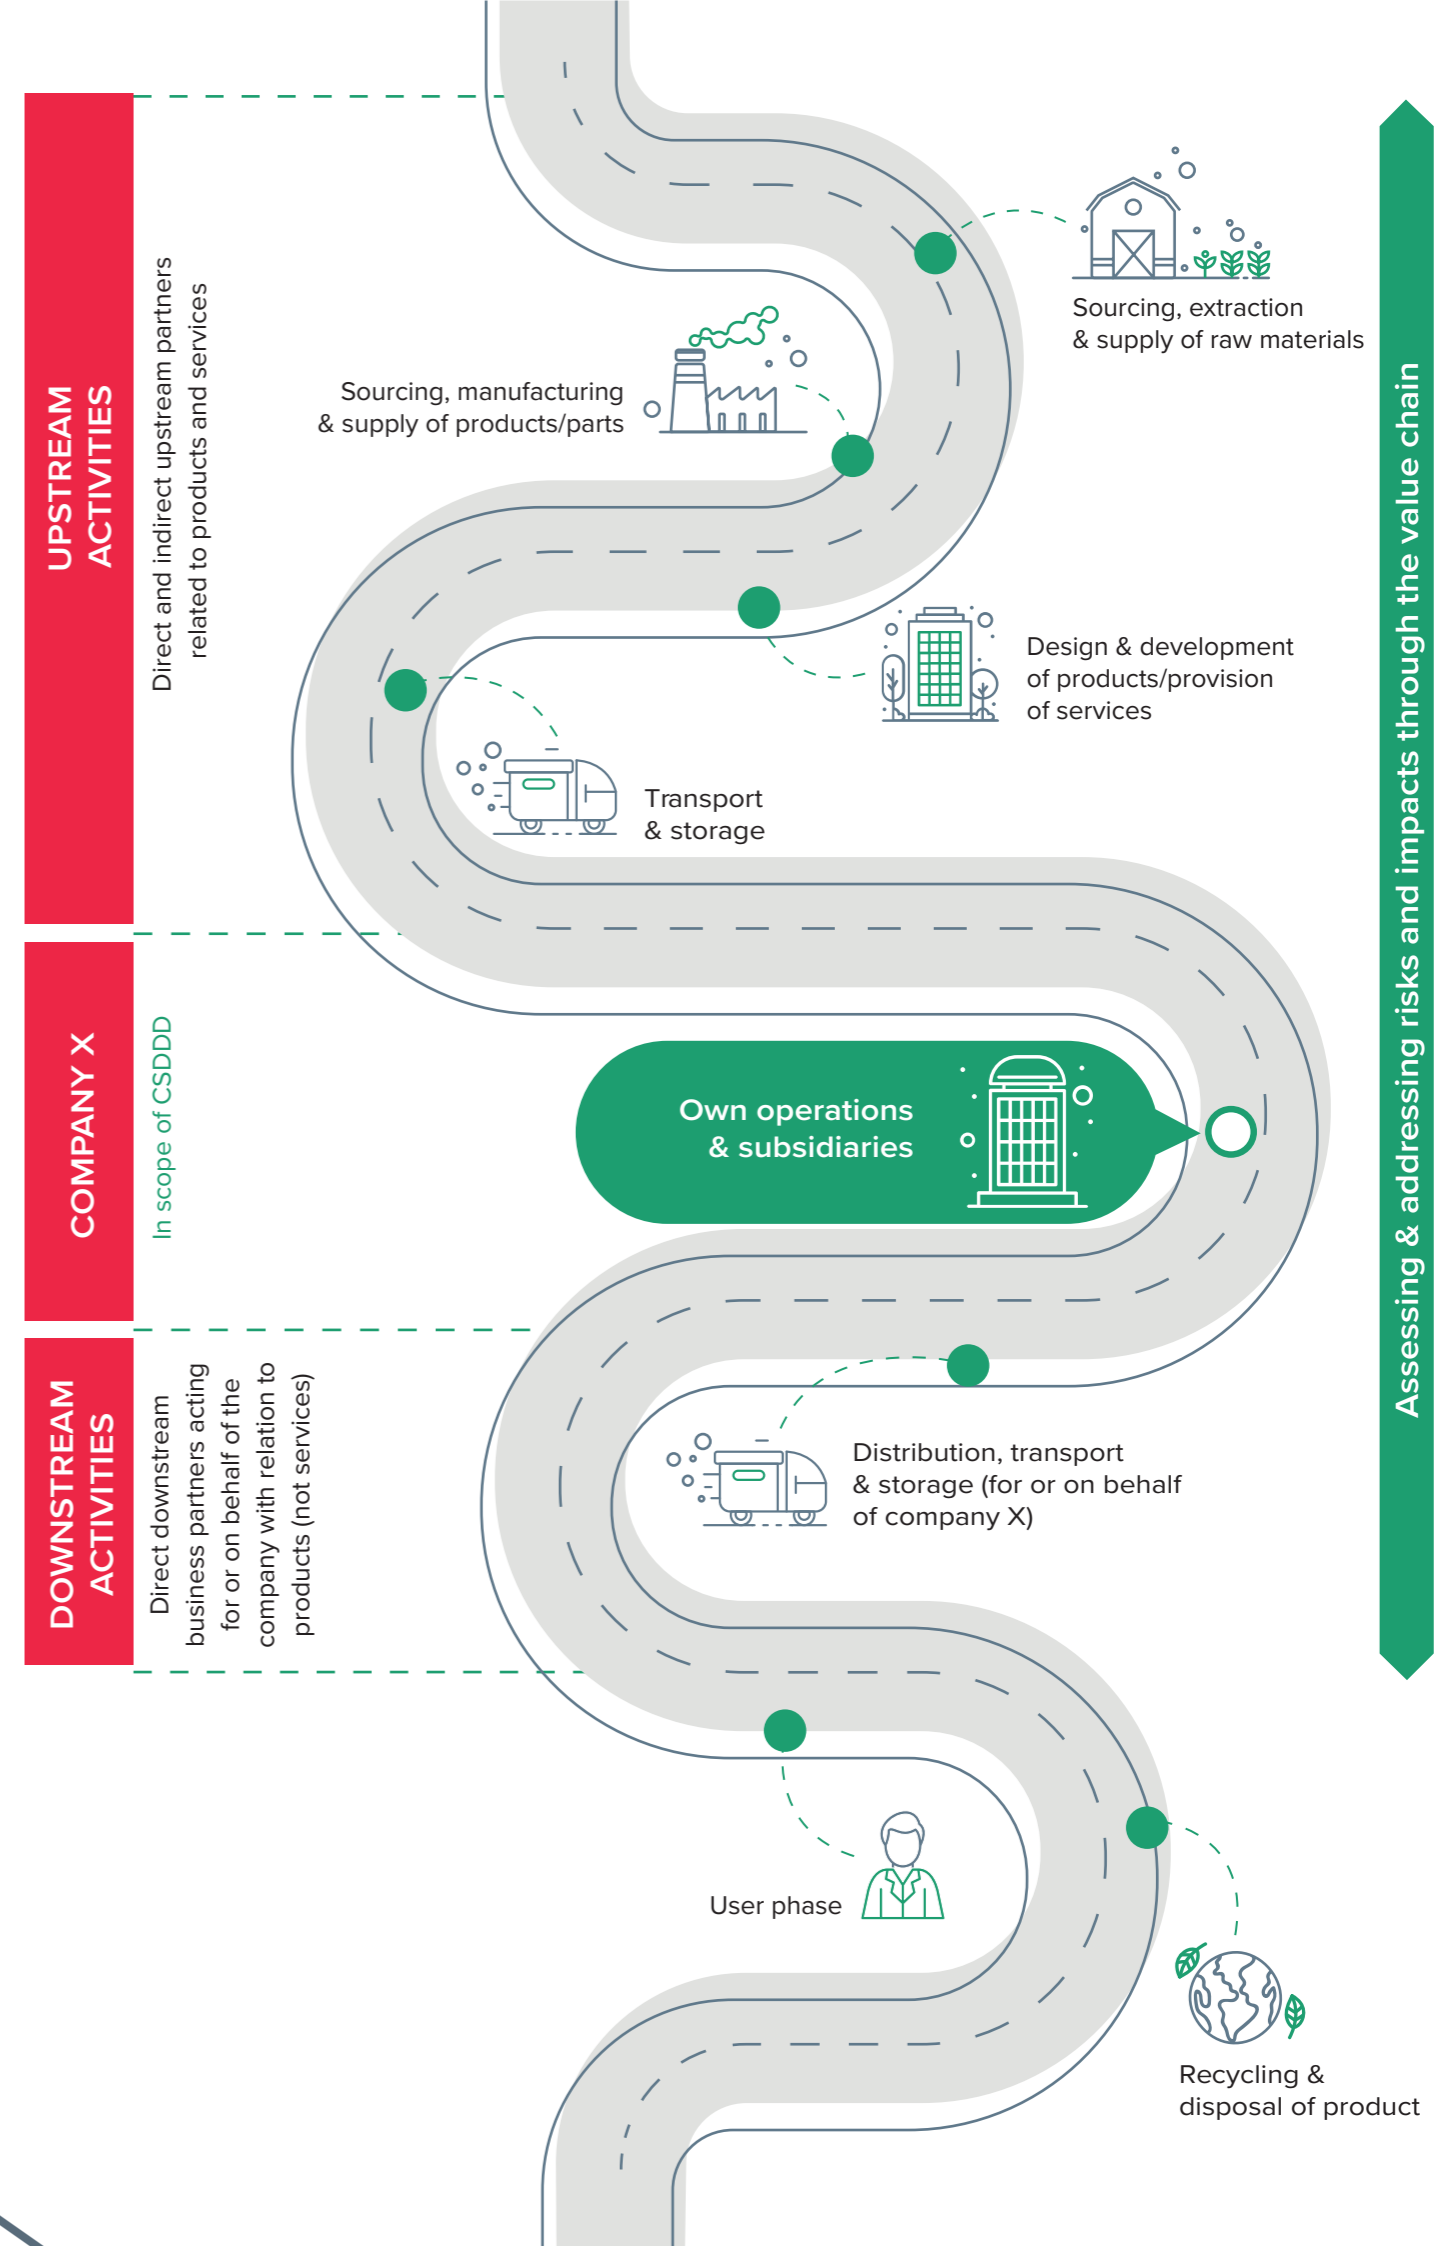 UPSTREAM
ACTIVITIES
Direct and indirect upstream partners
related to products and services
Sourcing, extraction
& supply of raw materials
Sourcing, manufacturing
& supply of products/parts
Design & development
of products/provision
of services
Transport
& storage
COMPANY X
In scope of CSDDD
Own operations
& subsidiaries
DOWNSTREAM
ACTIVITIES
Direct downstream
business partners acting
for or on behalf of the
company with relation to
products (not services)
Distribution, transport
& storage (for or on behalf
of company X)
User phase
Recycling &
disposal of product
Assessing & addressing risks and impacts through the value chain